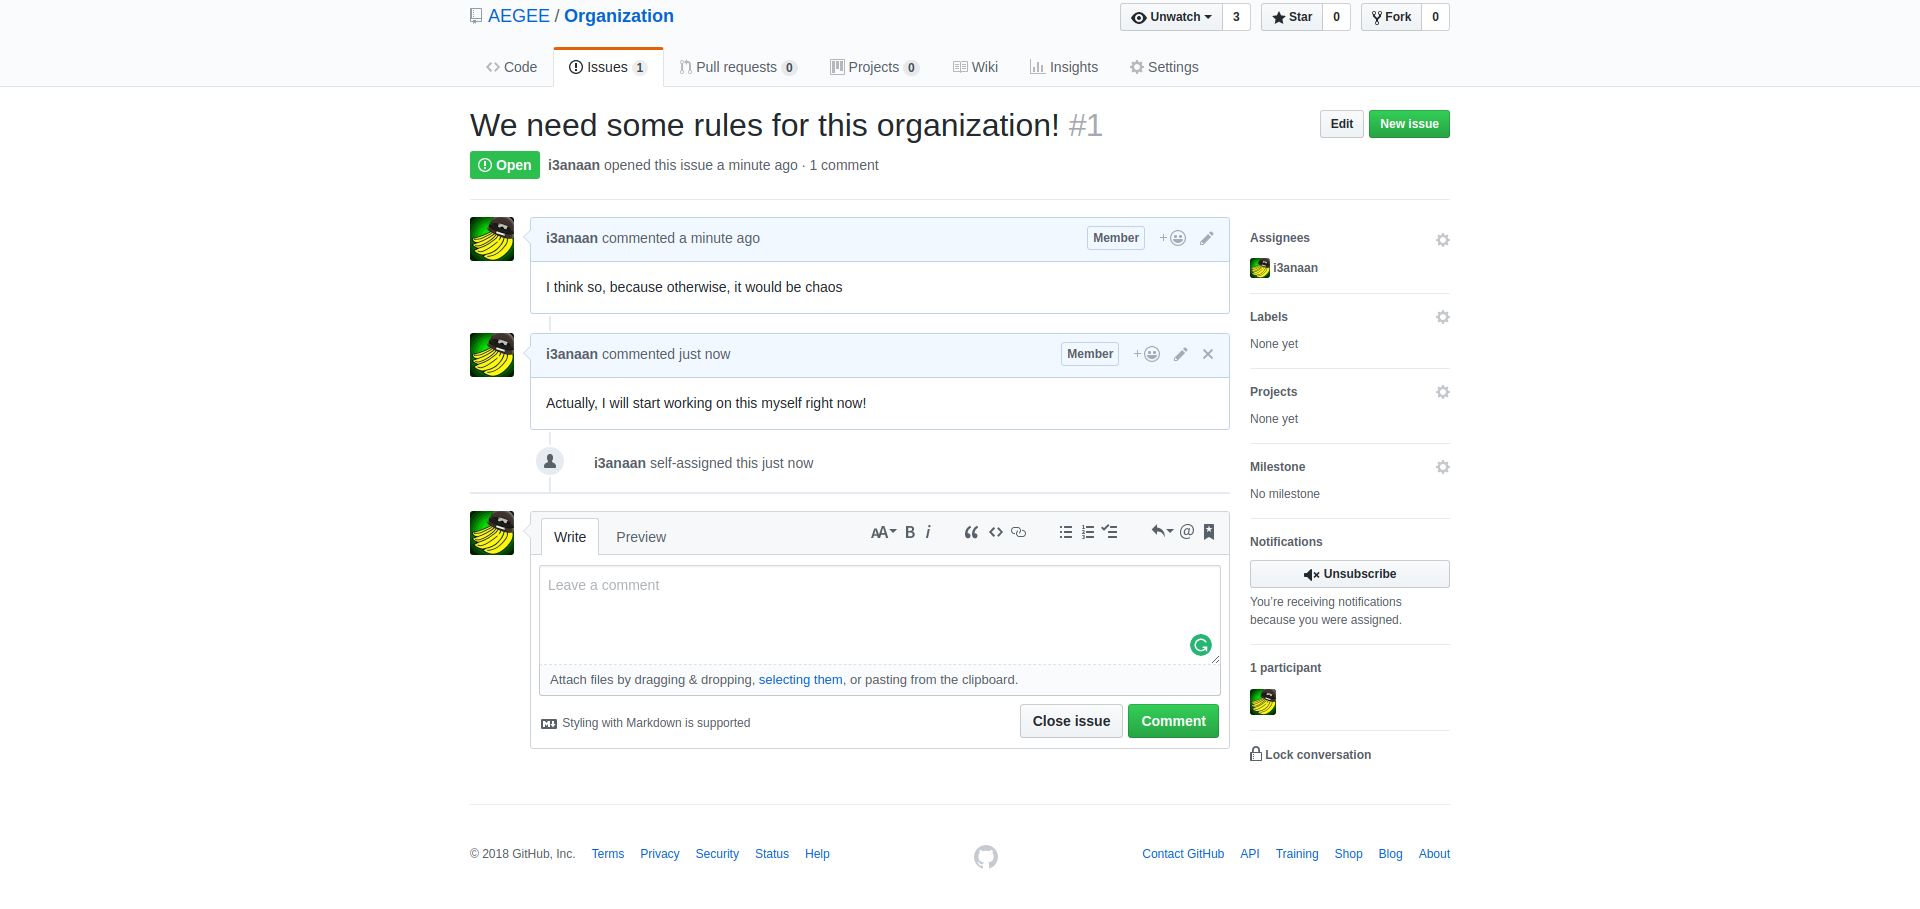 AEGEE / Organization
Unwatch 3 Star 0 Fork 0
Code Issues 1 Pull requests 0 Projects 0 Wiki Insights Settings
We need some rules for this organization! #1
Edit New issue
Open i3anaan opened this issue a minute ago · 1 comment
i3anaan commented a minute ago Member
I think so, because otherwise, it would be chaos
i3anaan commented just now Member
Actually, I will start working on this myself right now!
i3anaan self-assigned this just now
Write Preview
Leave a comment
Attach files by dragging & dropping, selecting them, or pasting from the clipboard.
Styling with Markdown is supported
Close issue Comment
Assignees
i3anaan
Labels
None yet
Projects
None yet
Milestone
No milestone
Notifications
Unsubscribe
You’re receiving notifications
because you were assigned.
1 participant
Lock conversation
© 2018 GitHub, Inc. Terms Privacy Security Status Help
Contact GitHub API Training Shop Blog About